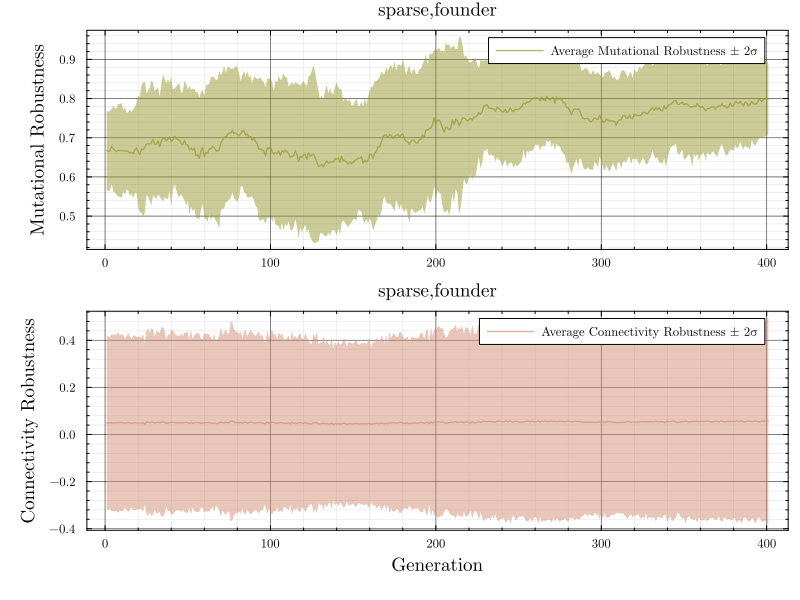 sparse,founder
Mutational Robustness
Average Mutational Robustness ± 2σ
0.9
0.8
0.7
0.6
0.5
0 100 200 300 400
sparse,founder
Connectivity Robustness
Average Connectivity Robustness ± 2σ
0.4
0.2
0.0
−0.2
−0.4
0 100 200 300 400
Generation